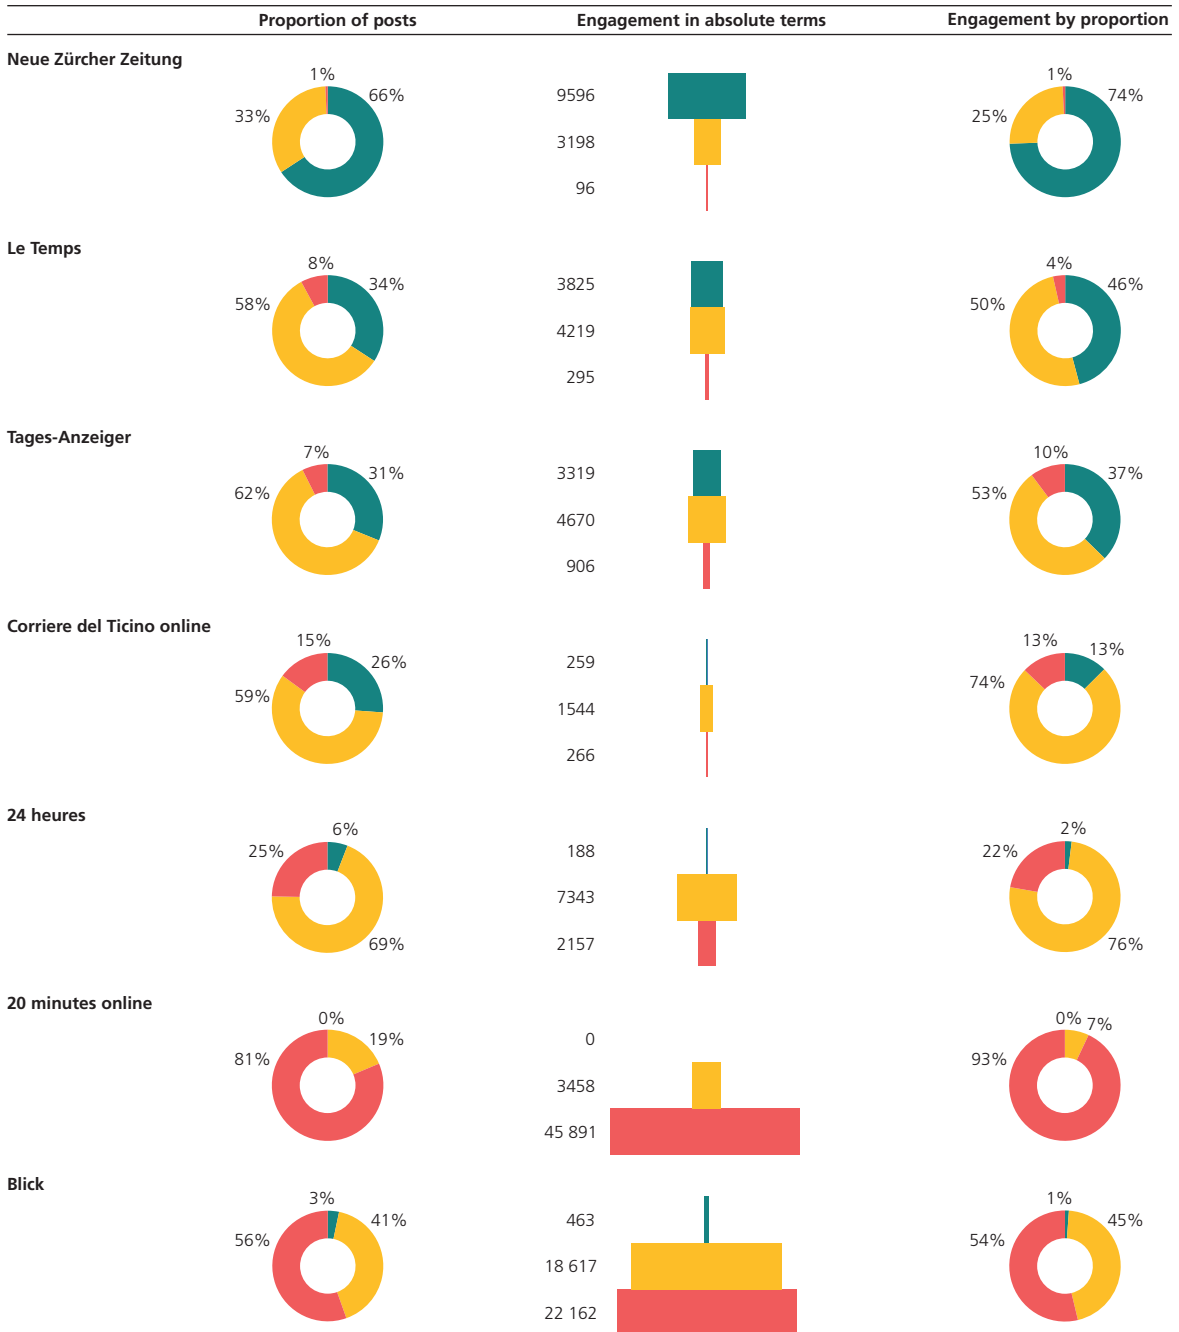 Proportion of posts Engagement in absolute terms Engagement by proportion
Neue Zürcher Zeitung
1% 1%
66% 9596 74%
33% 3198 25%
96
Le Temps
8% 4%
34% 3825 46%
58% 4219 50%
295
Tages-Anzeiger
7% 10%
31% 3319 37%
62% 4670 53%
906
Corriere del Ticino online
15% 13% 13%
26% 259
59% 1544 74%
266
24 heures
6% 2%
25% 188 22%
7343
69% 2157 76%
20 minutes online
0% 0% 7%
19% 0
81% 3458 93%
45 891
Blick
3% 1%
41% 463 45%
56% 18 617 54%
22 162